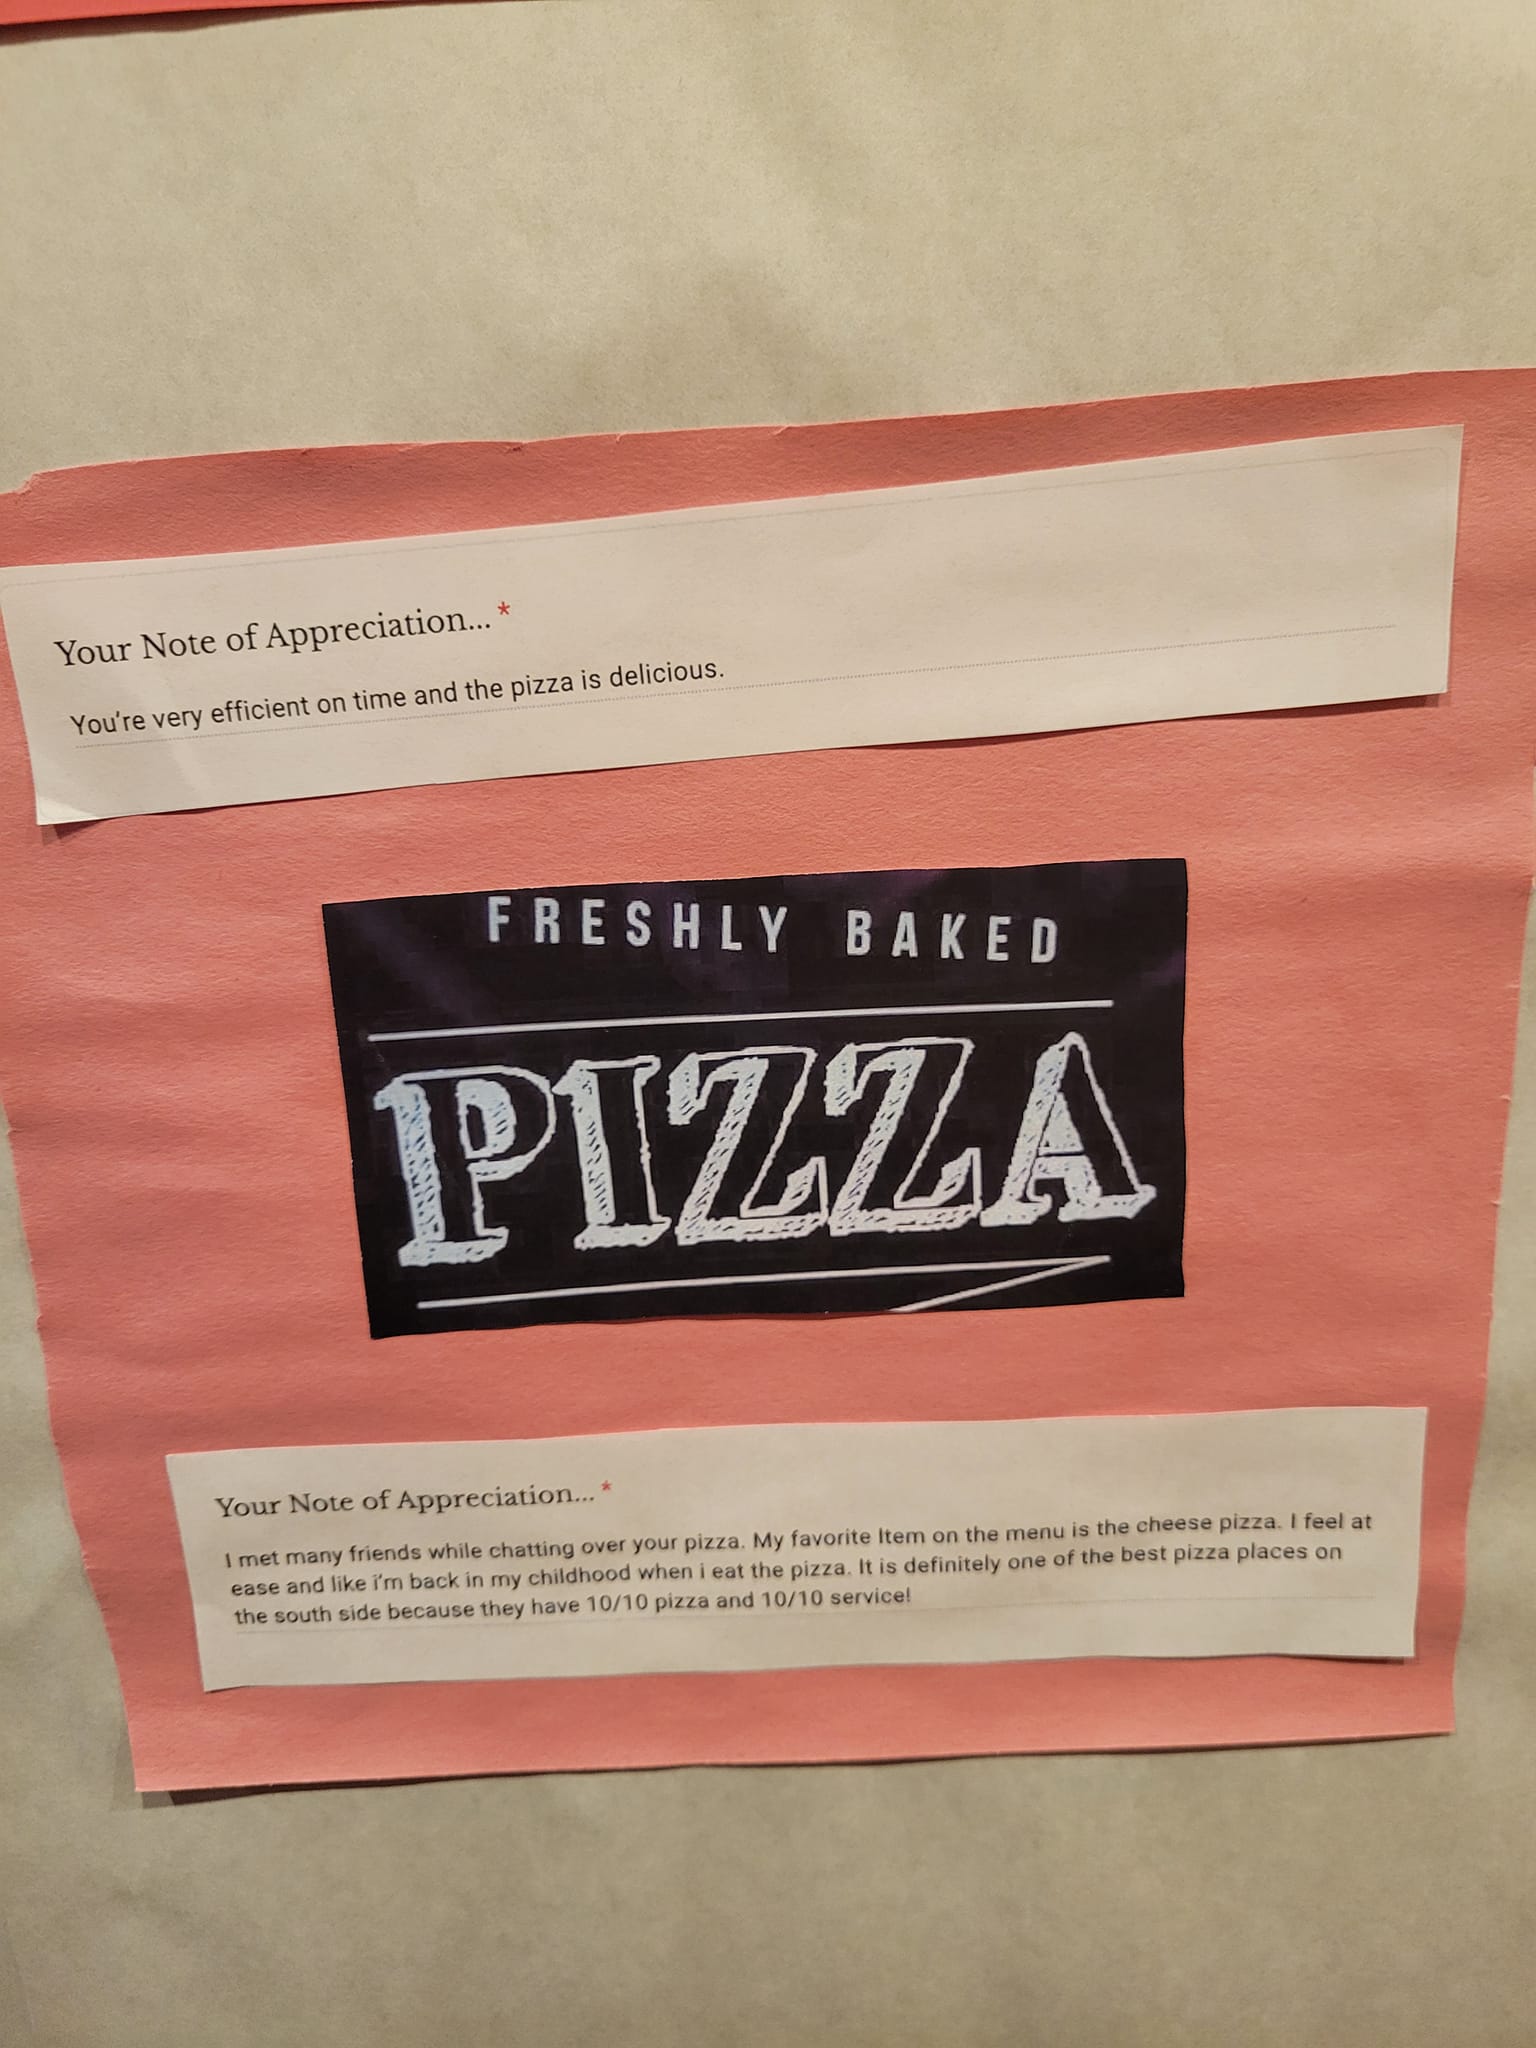 Your Note of Appreciation... *
You're very efficient on time and the pizza is delicious.
FRESHLY BAKED
PIZZA
Your Note of Appreciation... *
I met many friends while chatting over your pizza. My favorite Item on the menu is the cheese pizza. I feel at
ease and like i'm back in my childhood when i eat the pizza. It is definitely one of the best pizza places on
the south side because they have 10/10 pizza and 10/10 service!